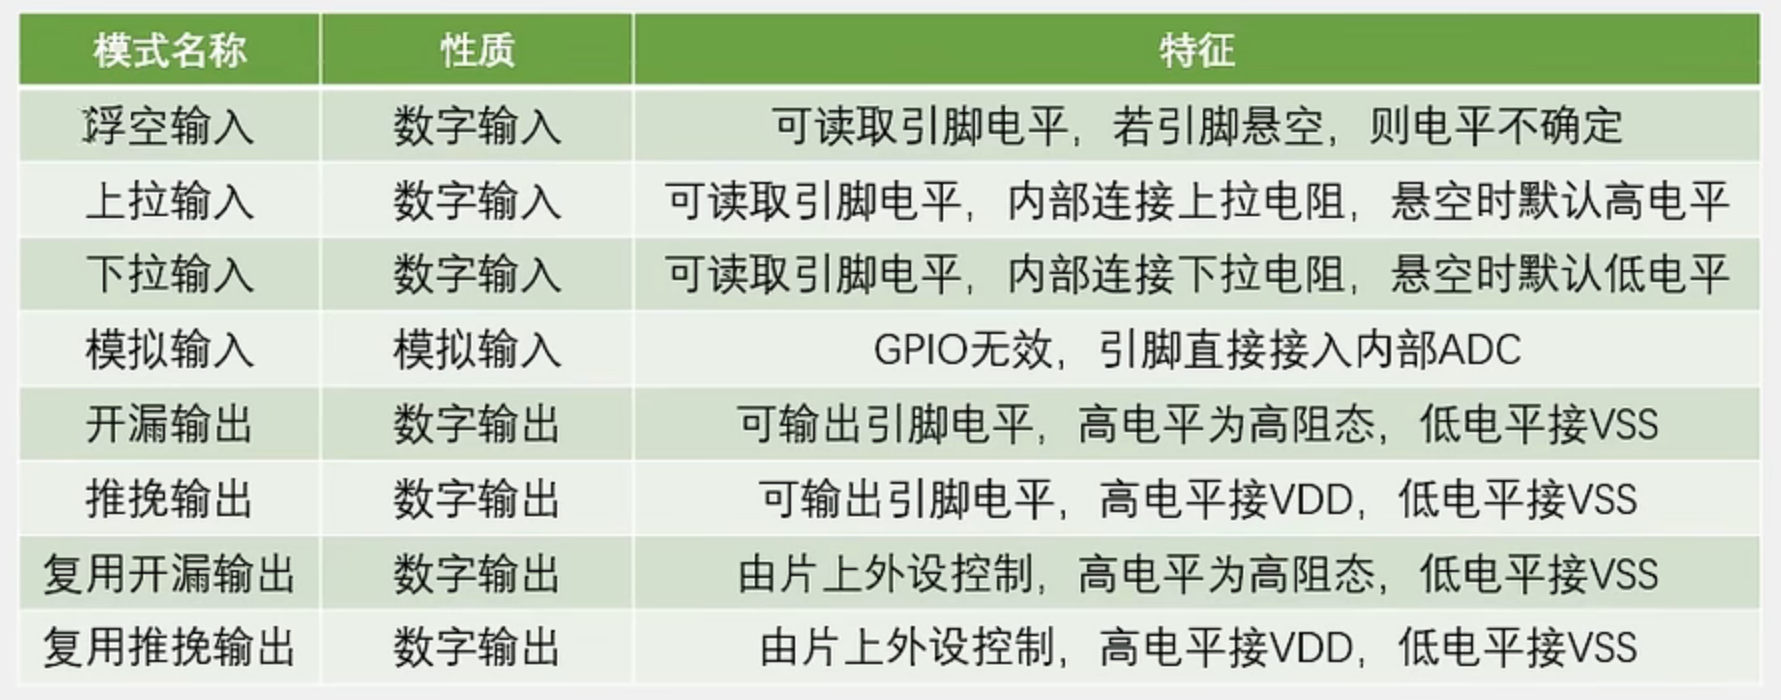 模式名称 性质 特征
浮空输入 数字输入 可读取引脚电平，若引脚悬空，则电平不确定
上拉输入 数字输入 可读取引脚电平，内部连接上拉电阻，悬空时默认高电平
下拉输入 数字输入 可读取引脚电平，内部连接下拉电阻，悬空时默认低电平
模拟输入 模拟输入 GPIO无效，引脚直接接入内部ADC
开漏输出 数字输出 可输出引脚电平，高电平为高阻态，低电平接VSS
推挽输出 数字输出 可输出引脚电平，高电平接VDD，低电平接VSS
复用开漏输出 数字输出 由片上外设控制，高电平为高阻态，低电平接VSS
复用推挽输出 数字输出 由片上外设控制，高电平接VDD，低电平接VSS